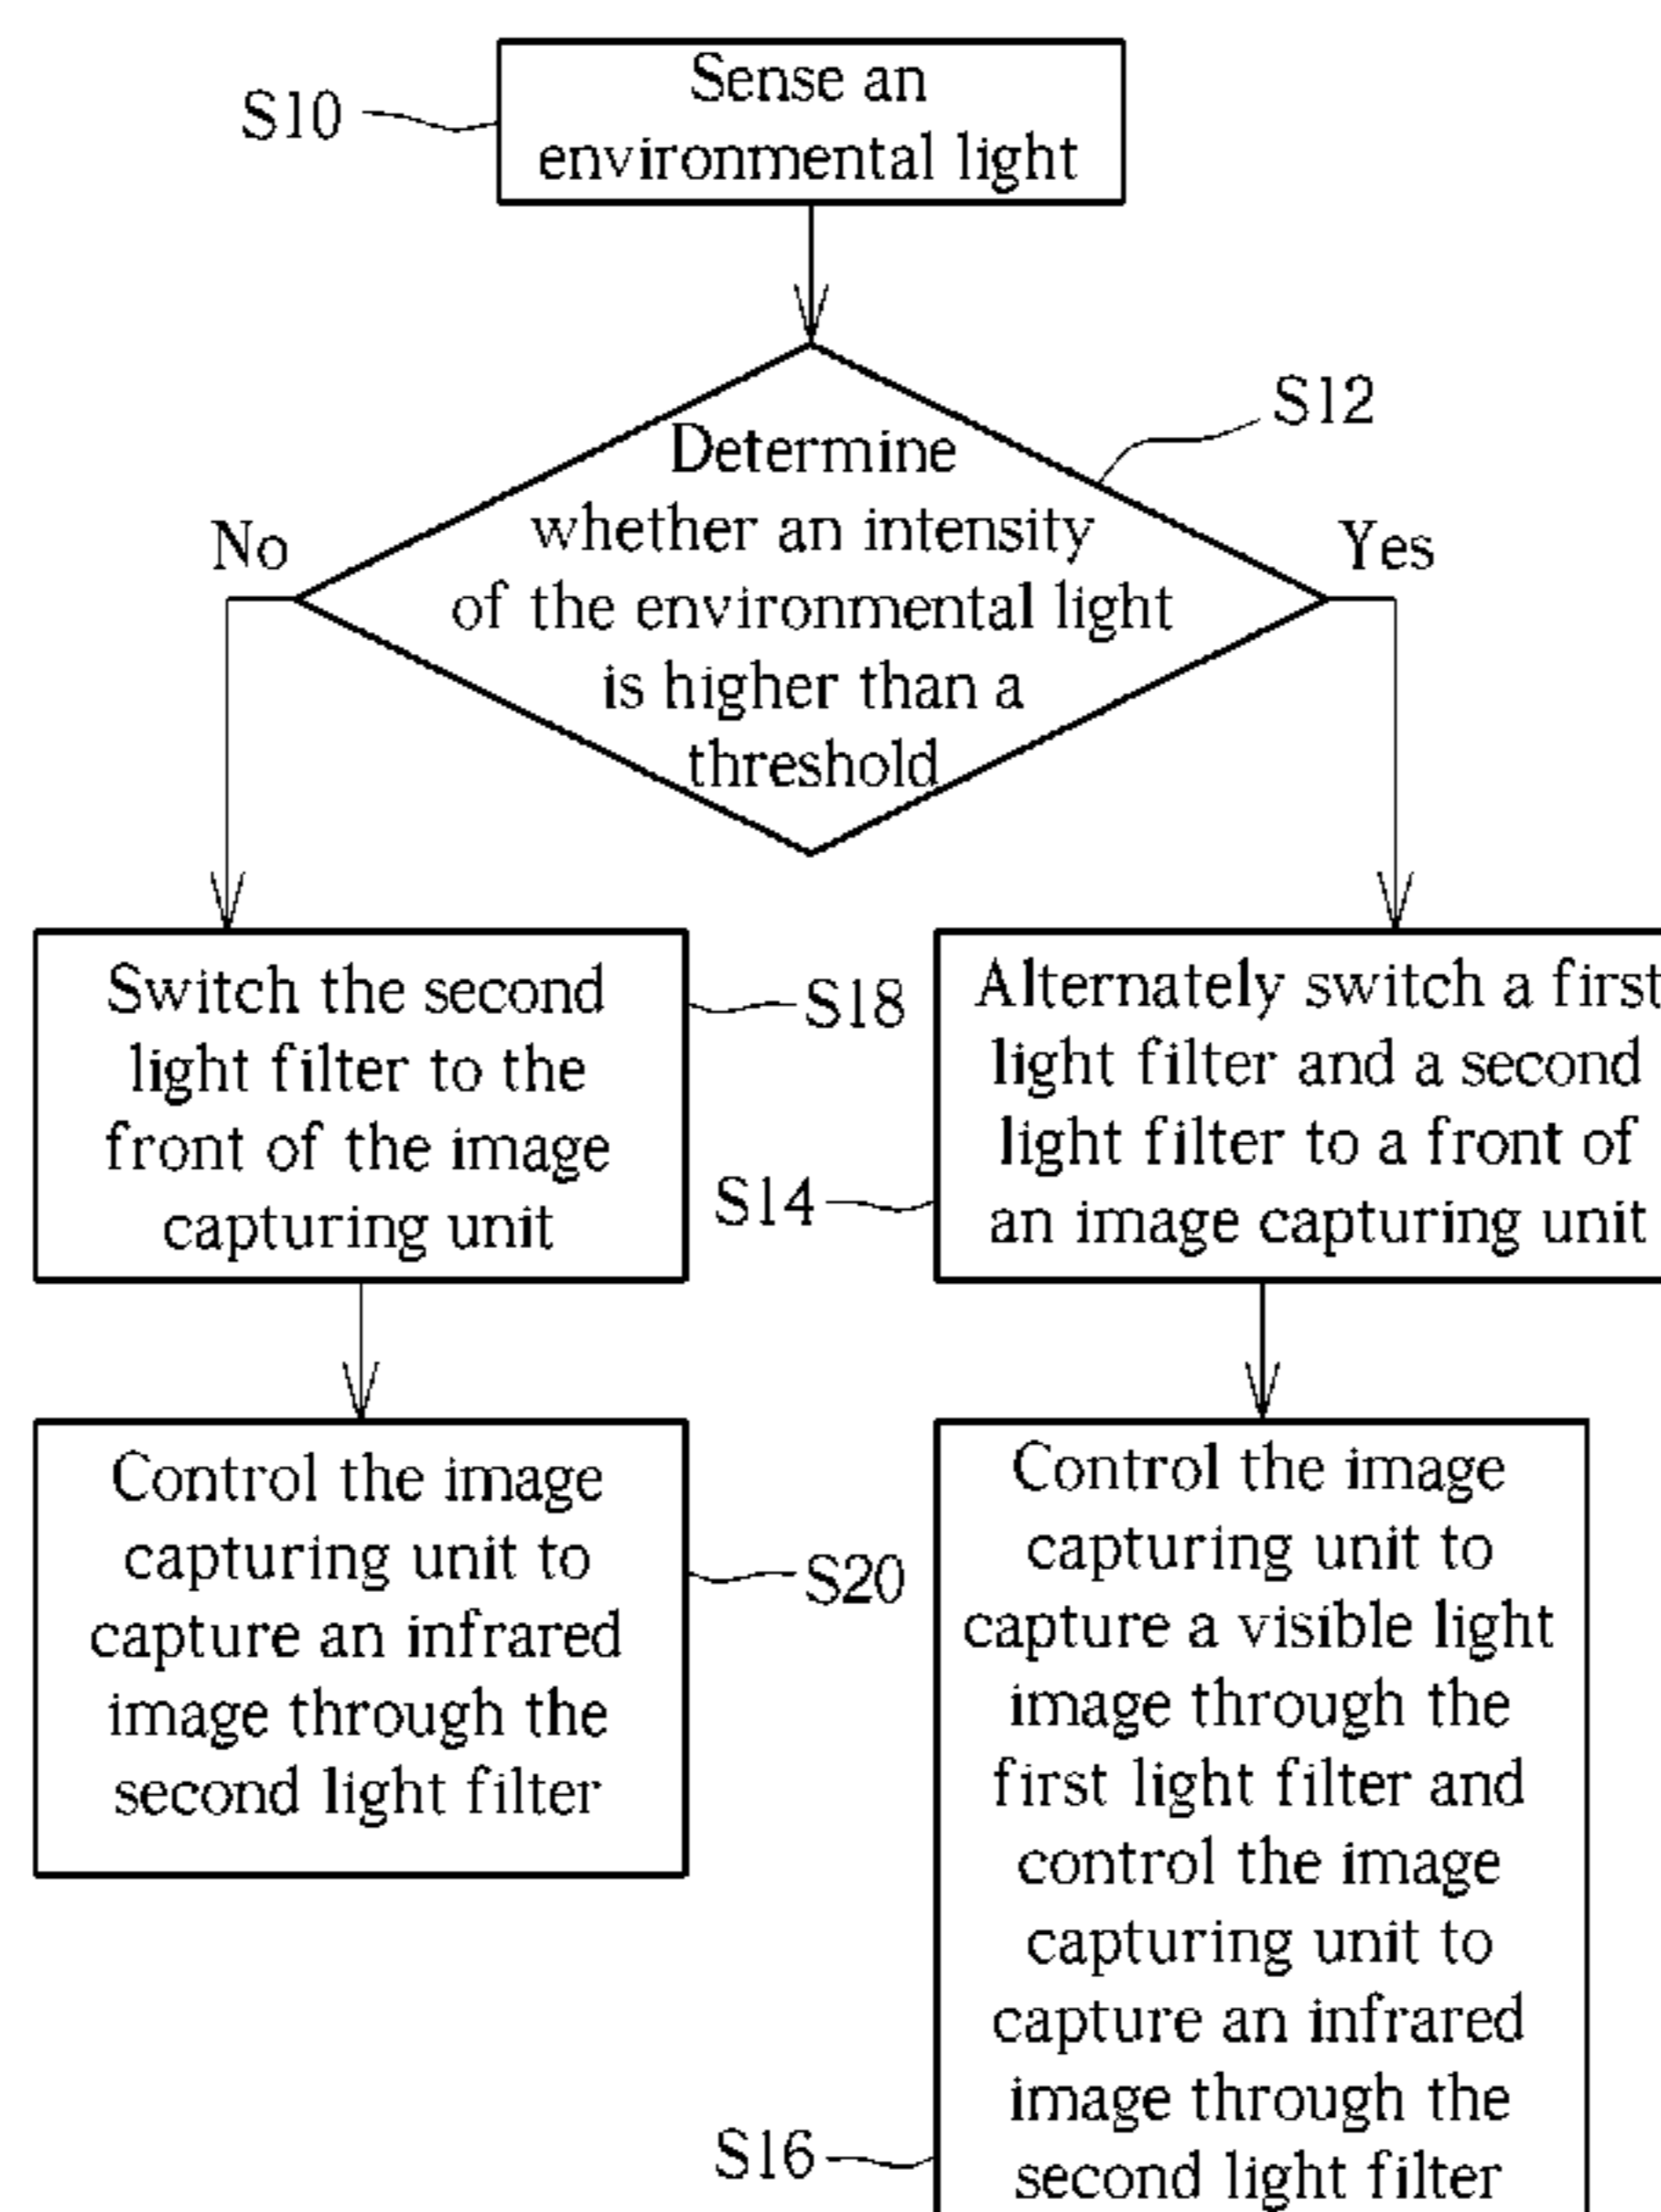 S10
Sense an
environmental light
S12
Determine
whether an intensity
of the environmental light
is higher than a
threshold
No
Yes
Switch the second
light filter to the
front of the image
capturing unit
S18
Alternately switch a first
light filter and a second
light filter to a front of
an image capturing unit
S14
Control the image
capturing unit to
capture an infrared
image through the
second light filter
S20
Control the image
capturing unit to
capture a visible light
image through the
first light filter and
control the image
capturing unit to
capture an infrared
image through the
second light filter
S16